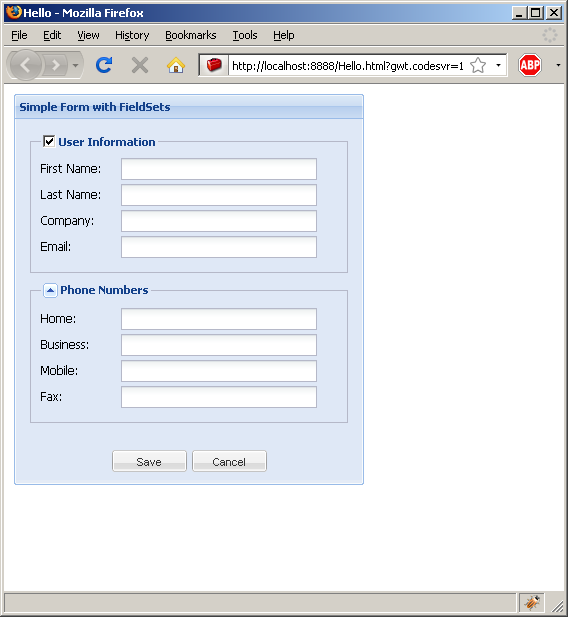 Hello - Mozilla Firefox
File Edit View History Bookmarks Tools Help
http://localhost:8888/Hello.html?gwt.codesvr=1 ABP
Simple Form with FieldSets
User Information
First Name:
Last Name:
Company:
Email:
Phone Numbers
Home:
Business:
Mobile:
Fax:
Save Cancel